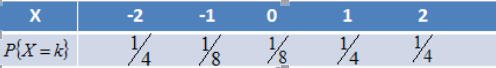 X -2 -1 0 1 2
P{X = k} 1/4 1/8 1/8 1/4 1/4